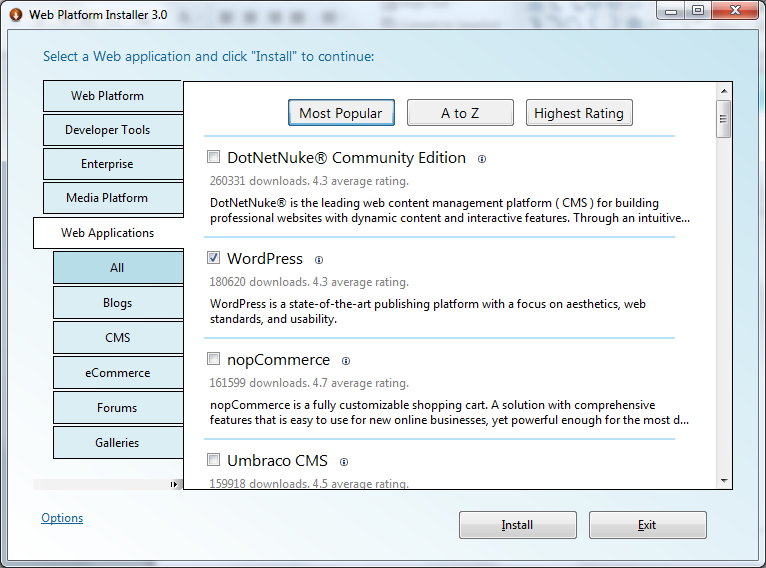 Web Platform Installer 3.0
Select a Web application and click "Install" to continue:
Web Platform
Developer Tools
Enterprise
Media Platform
Web Applications
All
Blogs
CMS
eCommerce
Forums
Galleries
Most Popular
A to Z
Highest Rating
DotNetNuke® Community Edition
260331 downloads. 4.3 average rating.
DotNetNuke® is the leading web content management platform ( CMS ) for building
professional websites with dynamic content and interactive features. Through an intuitive...
WordPress
180620 downloads. 4.3 average rating.
WordPress is a state-of-the-art publishing platform with a focus on aesthetics, web
standards, and usability.
nopCommerce
161599 downloads. 4.7 average rating.
nopCommerce is a fully customizable shopping cart. A solution with comprehensive
features that is easy to use for new online businesses, yet powerful enough for the most d...
Umbraco CMS
159918 downloads. 4.5 average rating.
Options
Install
Exit